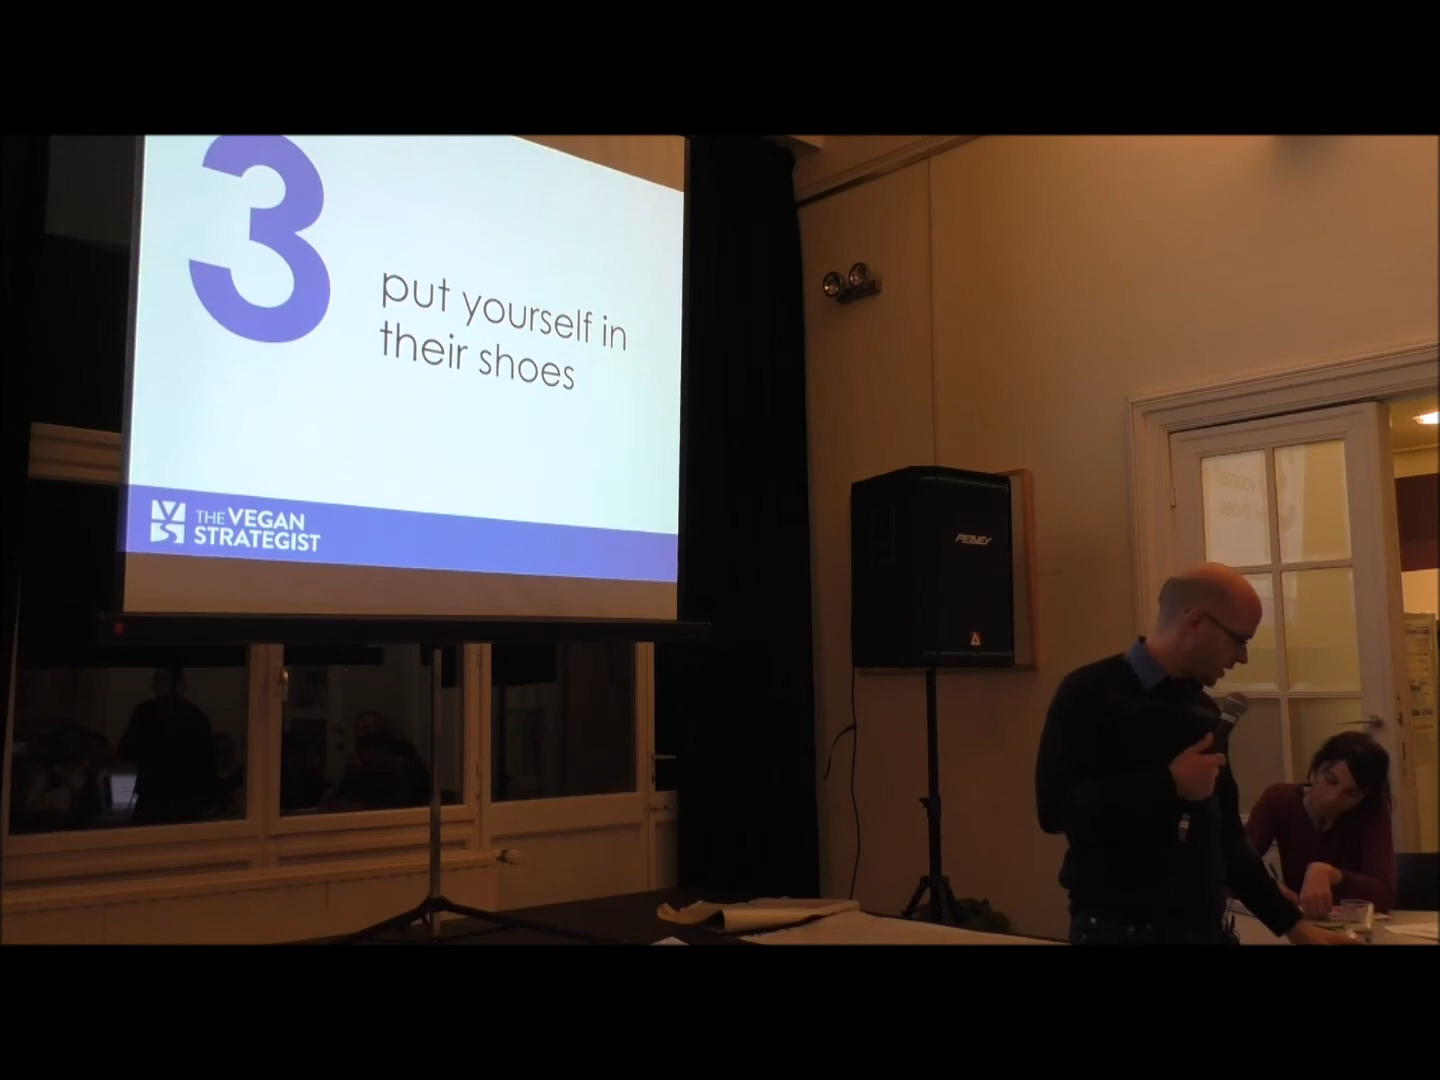 3
put yourself in
their shoes
THE VEGAN
STRATEGIST
PEAVEY